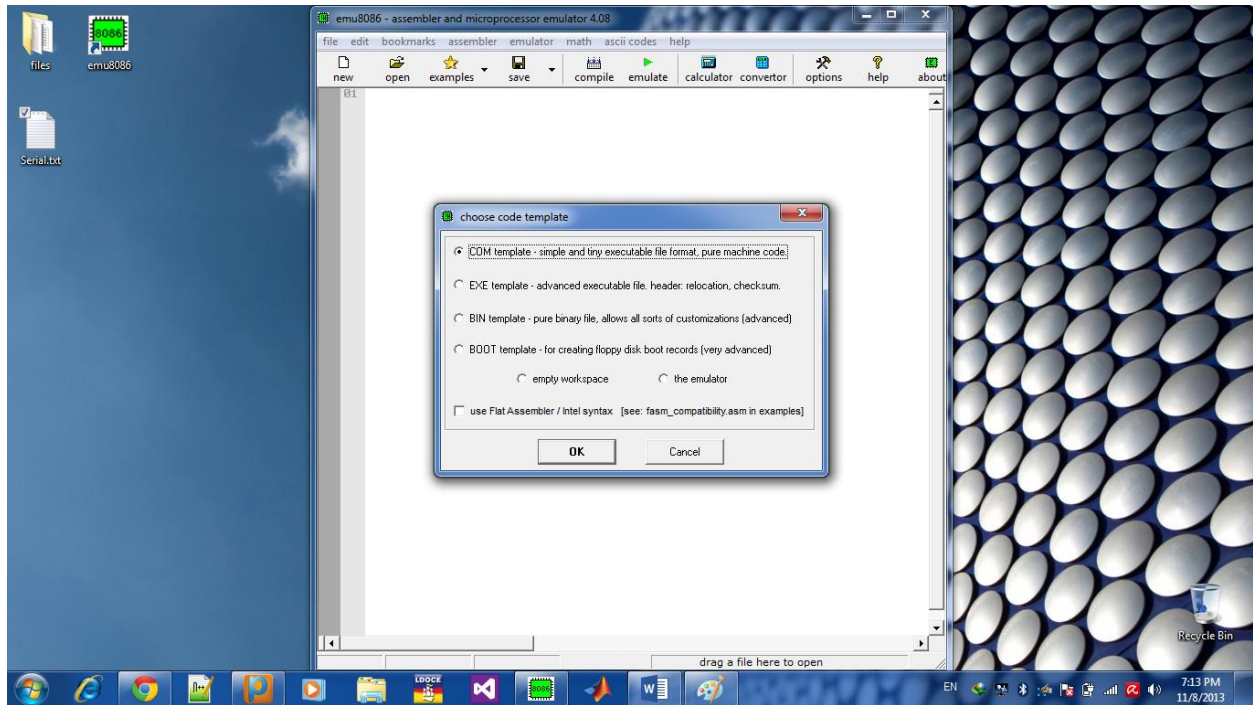 files
emu8086
8086
Serial.txt
emu8086 - assembler and microprocessor emulator 4.08
file edit bookmarks assembler emulator math ascii codes help
new open examples save compile emulate calculator convertor options help about
01
choose code template
COM template - simple and tiny executable file format, pure machine code.
EXE template - advanced executable file. header: relocation, checksum.
BIN template - pure binary file, allows all sorts of customizations (advanced)
BOOT template - for creating floppy disk boot records (very advanced)
empty workspace the emulator
use Flat Assembler / Intel syntax [see: fasm_compatibility.asm in examples]
OK Cancel
drag a file here to open
Recycle Bin
LDOCE
8086
EN
7:13 PM
11/8/2013